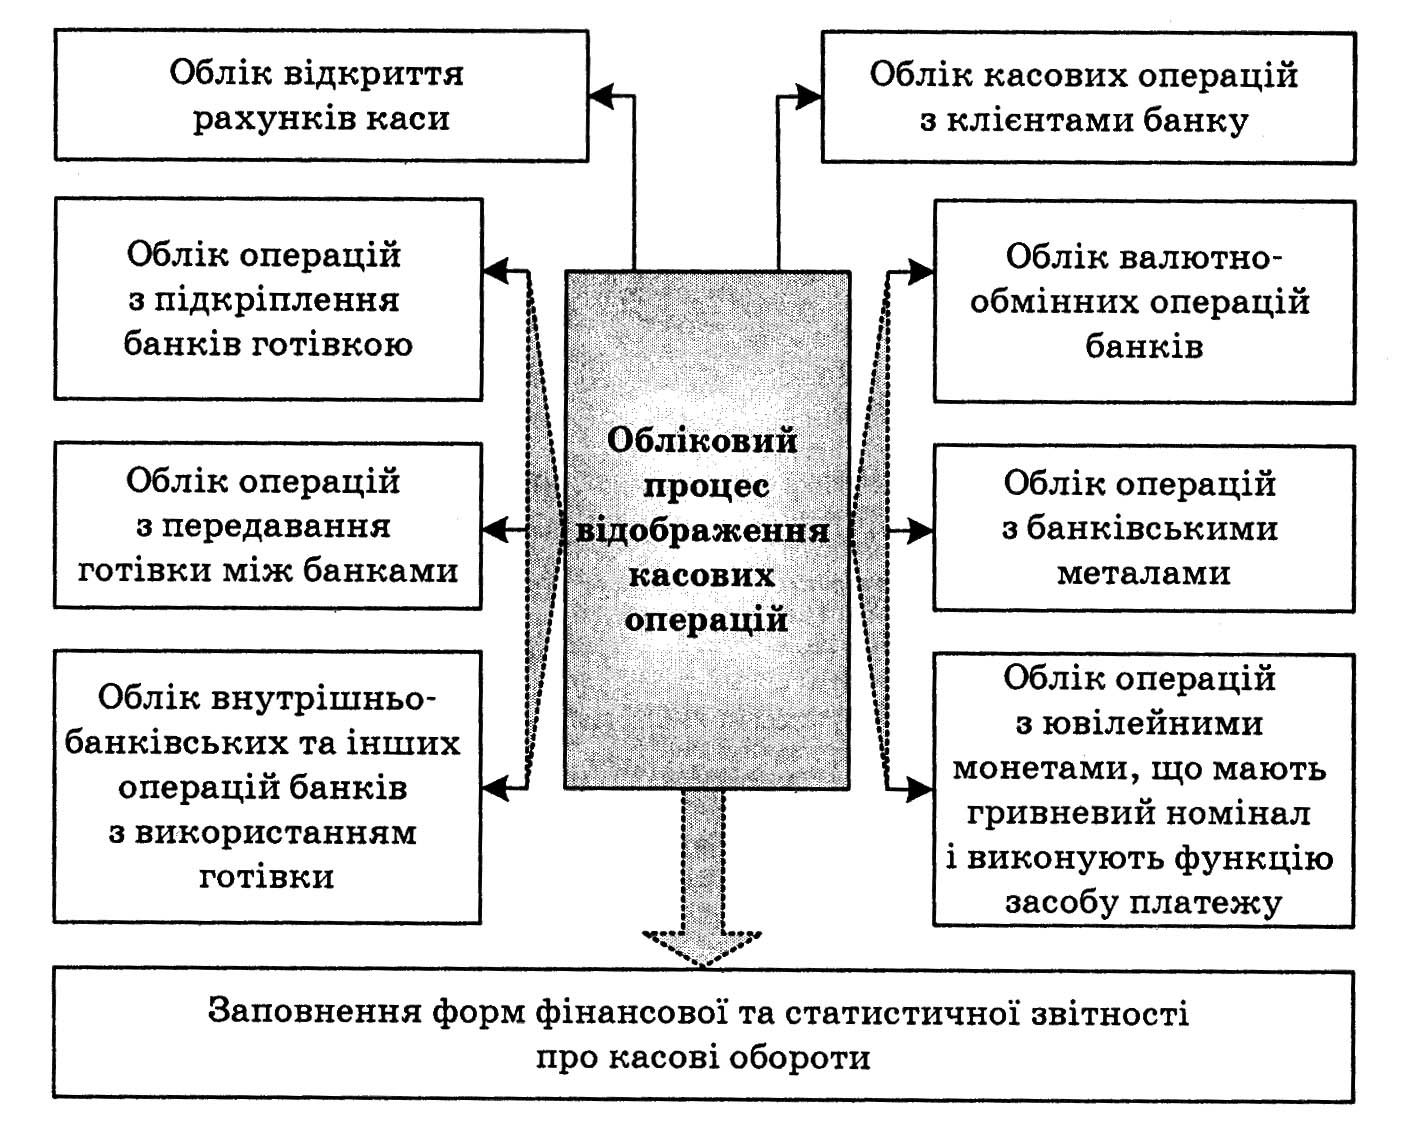 Облік відкриття
рахунків каси
Облік касових операцій
з клієнтами банку
Облік операцій
з підкріплення
банків готівкою
Облік валютно-
обмінних операцій
банків
Обліковий
процес
відображення
касових
операцій
Облік операцій
з передавання
готівки між банками
Облік операцій
з банківськими
металами
Облік внутрішньо-
банківських та інших
операцій банків
з використанням
готівки
Облік операцій
з ювілейними
монетами, що мають
гривневий номінал
і виконують функцію
засобу платежу
Заповнення форм фінансової та статистичної звітності
про касові обороти